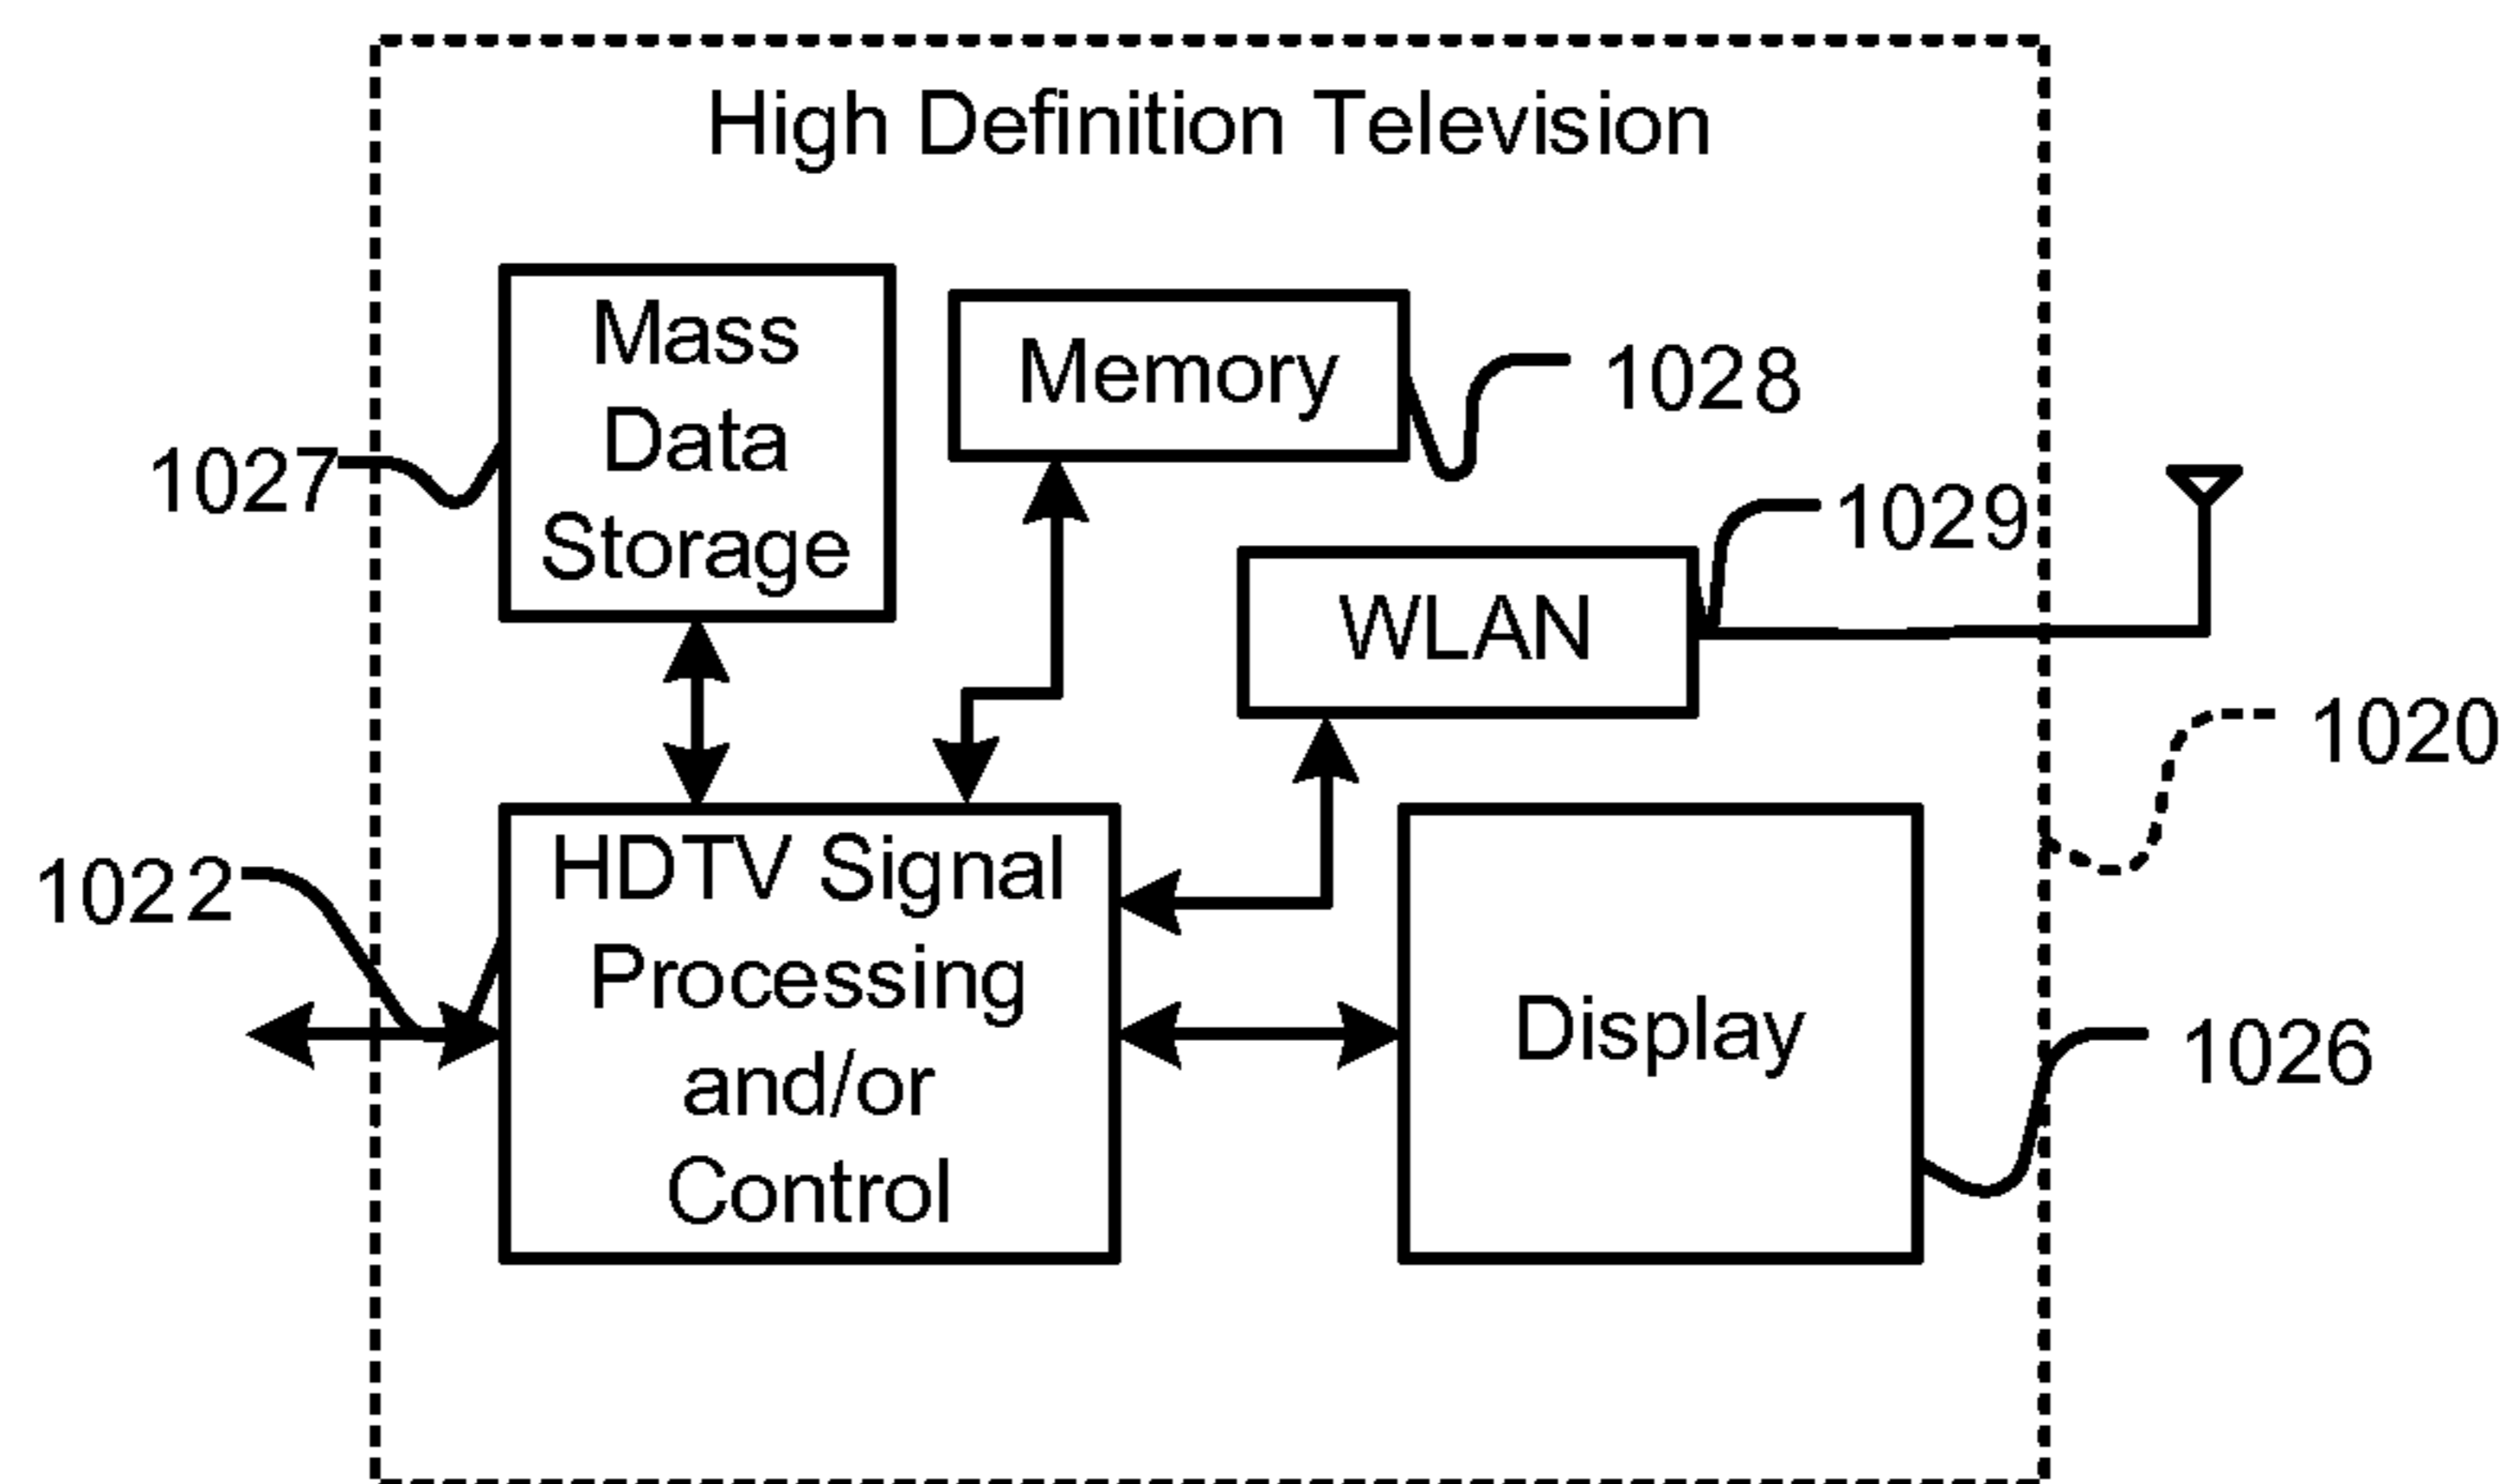 High Definition Television
Mass
Data
Storage
Memory
1028
1027
1029
WLAN
1020
1022
HDTV Signal
Processing
and/or
Control
Display
1026